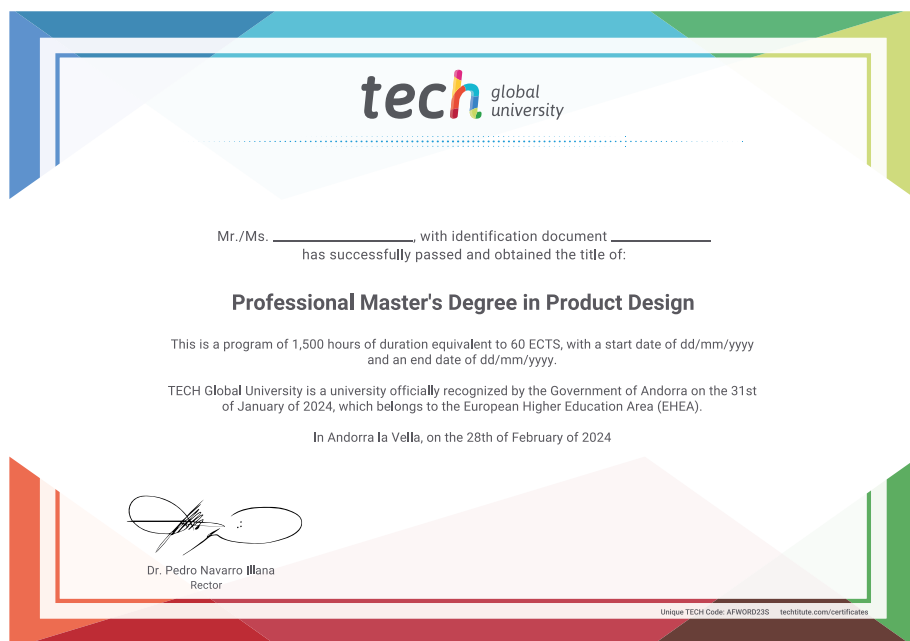 tech global
university
Mr./Ms. ________________, with identification document ___________
has successfully passed and obtained the title of:
Professional Master's Degree in Product Design
This is a program of 1,500 hours of duration equivalent to 60 ECTS, with a start date of dd/mm/yyyy
and an end date of dd/mm/yyyy.
TECH Global University is a university officially recognized by the Government of Andorra on the 31st
of January of 2024, which belongs to the European Higher Education Area (EHEA).
In Andorra la Vella, on the 28th of February of 2024
Dr. Pedro Navarro Illana
Rector
Unique TECH Code: AFWORD23S techtitute.com/certificates